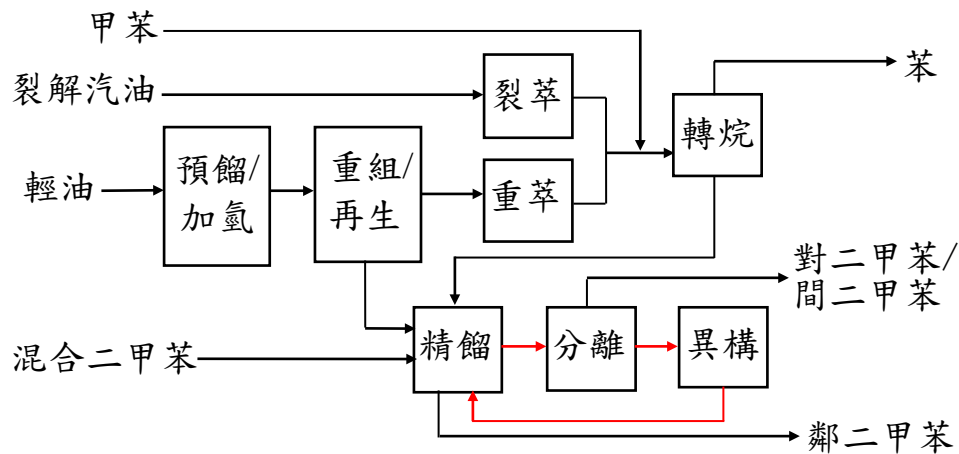 甲苯
苯
裂解汽油
裂萃
轉烷
輕油
預餾/
加氫
重組/
再生
重萃
對二甲苯/
間二甲苯
混合二甲苯
精餾
分離
異構
鄰二甲苯